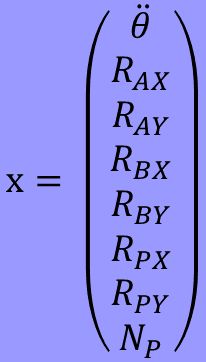 x = ( θ̈
R_AX
R_AY
R_BX
R_BY
R_PX
R_PY
N_P )